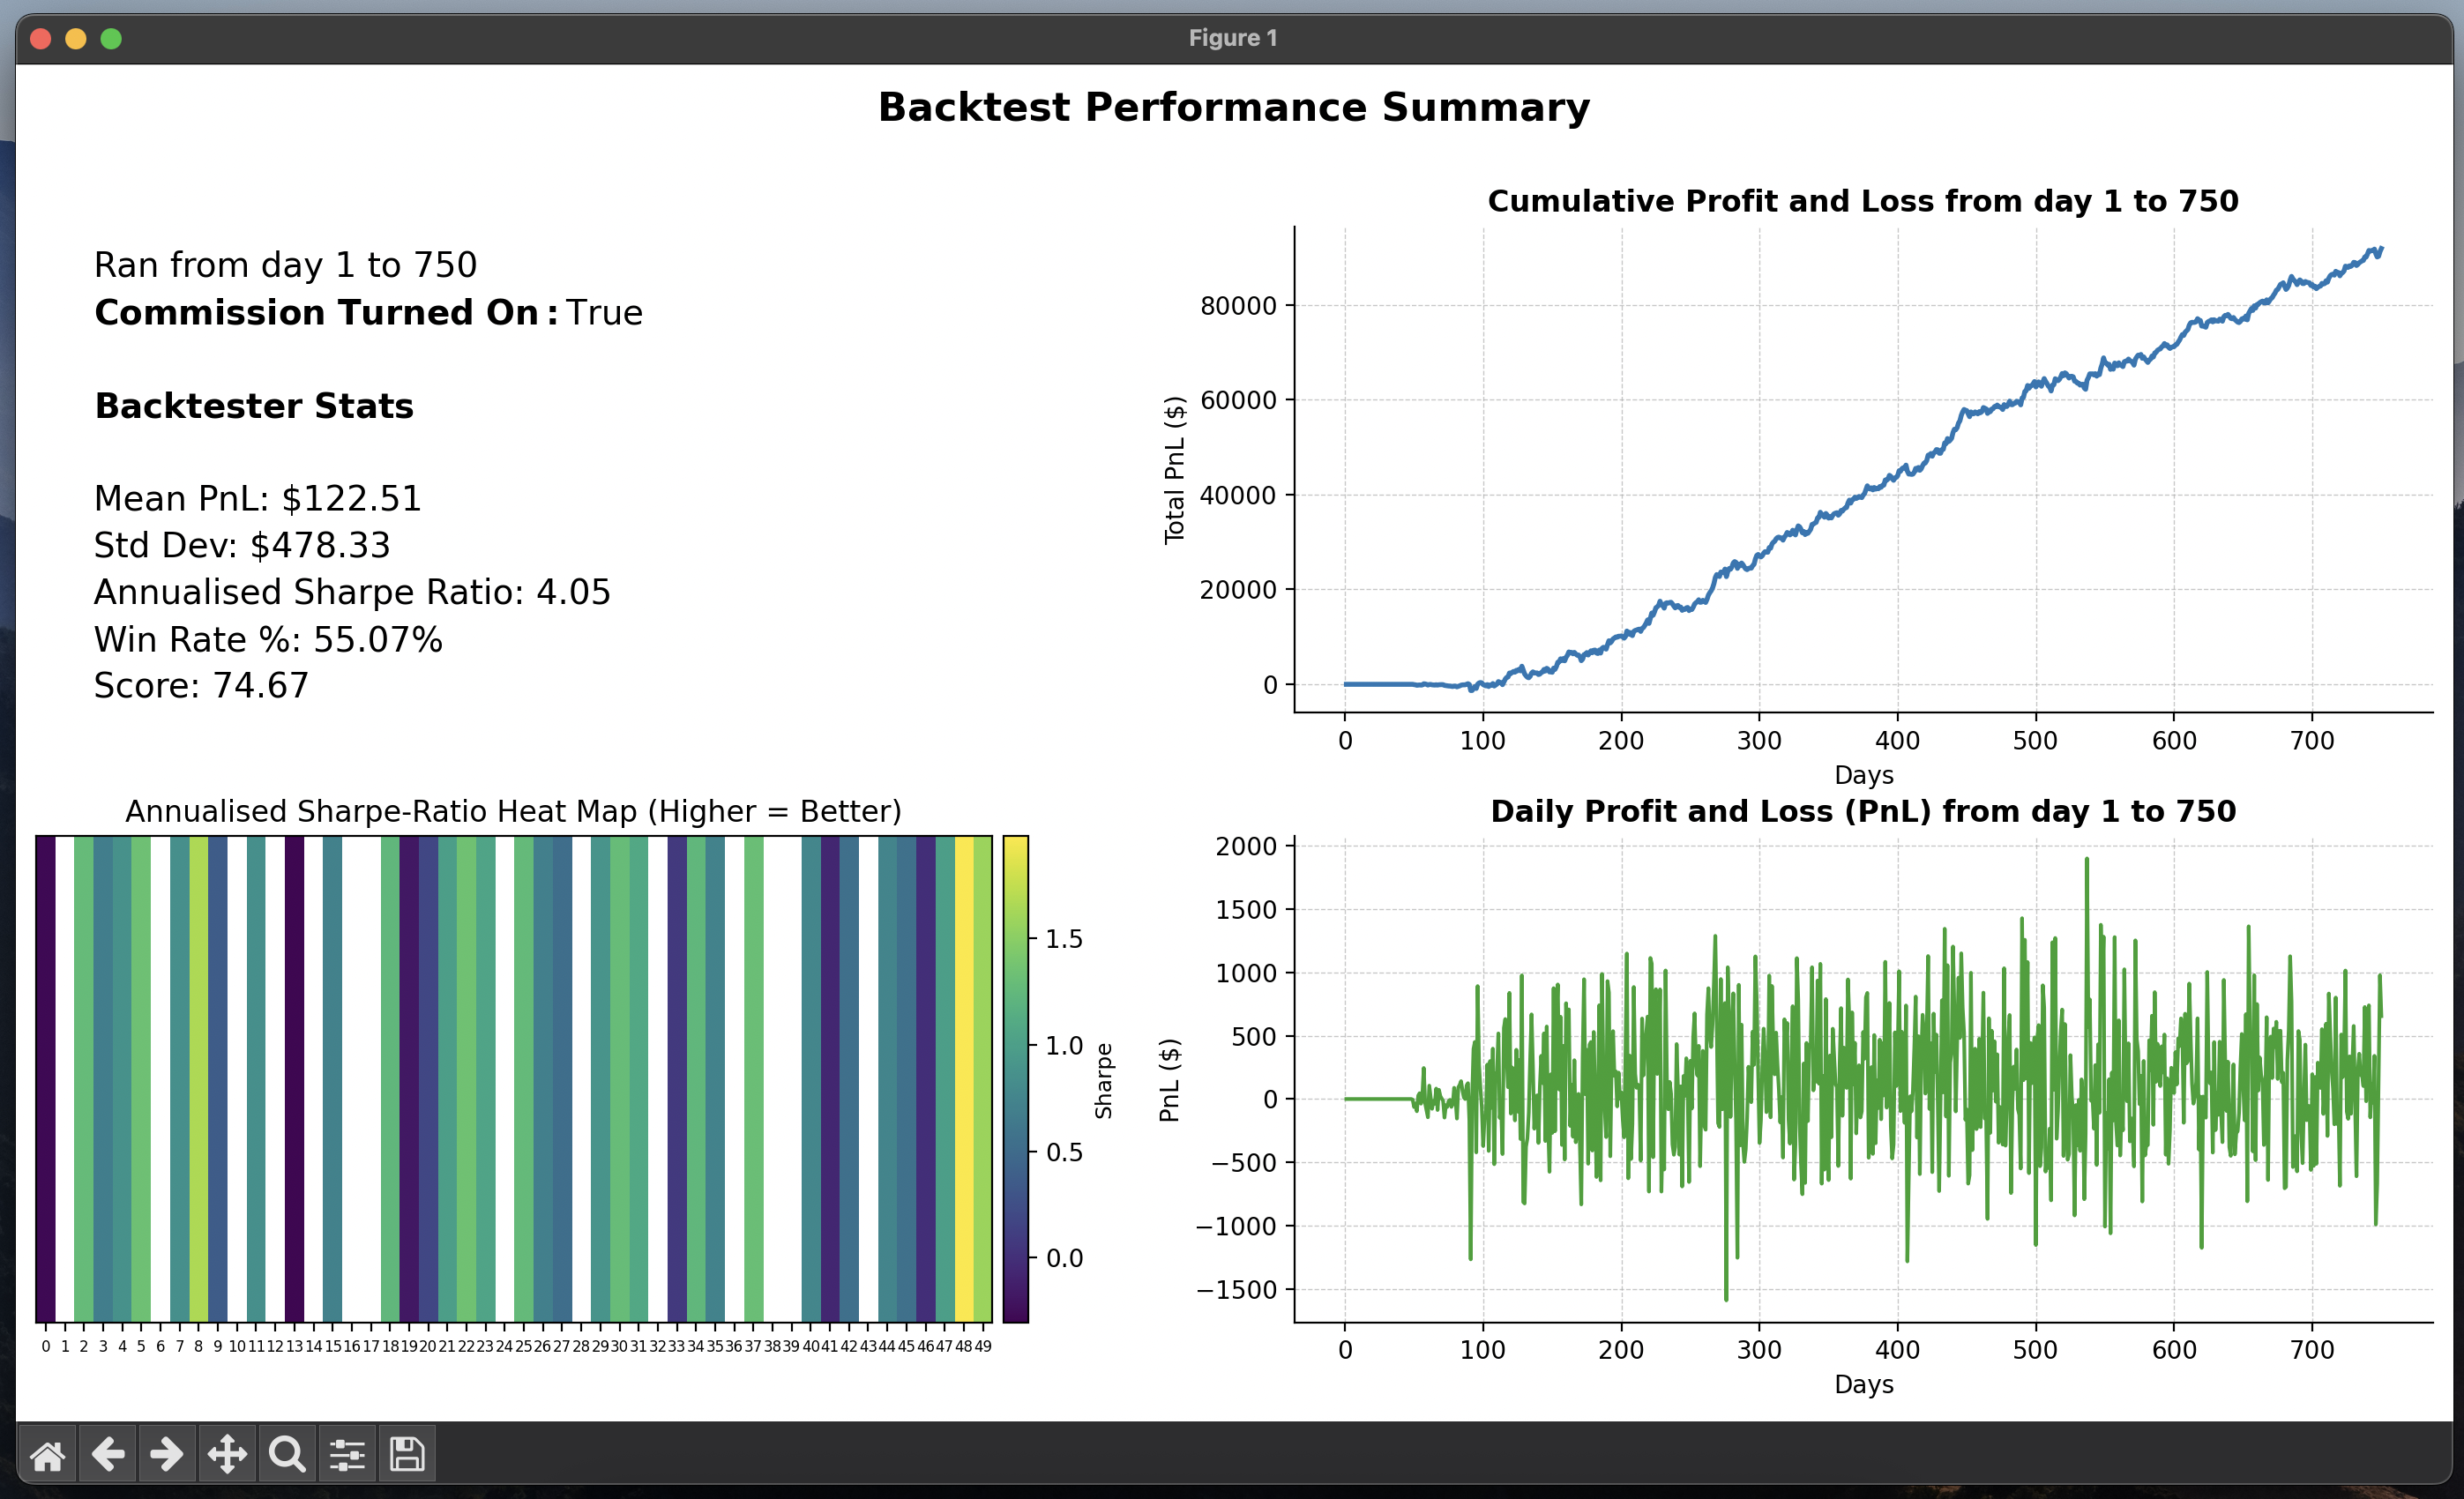 Figure 1
Backtest Performance Summary
Ran from day 1 to 750
Commission Turned On: True
Backtester Stats
Mean PnL: $122.51
Std Dev: $478.33
Annualised Sharpe Ratio: 4.05
Win Rate %: 55.07%
Score: 74.67
Cumulative Profit and Loss from day 1 to 750
Total PnL ($)
80000
60000
40000
20000
0
0 100 200 300 400 500 600 700
Days
Annualised Sharpe-Ratio Heat Map (Higher = Better)
0 1 2 3 4 5 6 7 8 9 10 11 12 13 14 15 16 17 18 19 20 21 22 23 24 25 26 27 28 29 30 31 32 33 34 35 36 37 38 39 40 41 42 43 44 45 46 47 48 49
1.5
1.0
0.5
0.0
Sharpe
Daily Profit and Loss (PnL) from day 1 to 750
PnL ($)
2000
1500
1000
500
0
−500
−1000
−1500
0 100 200 300 400 500 600 700
Days